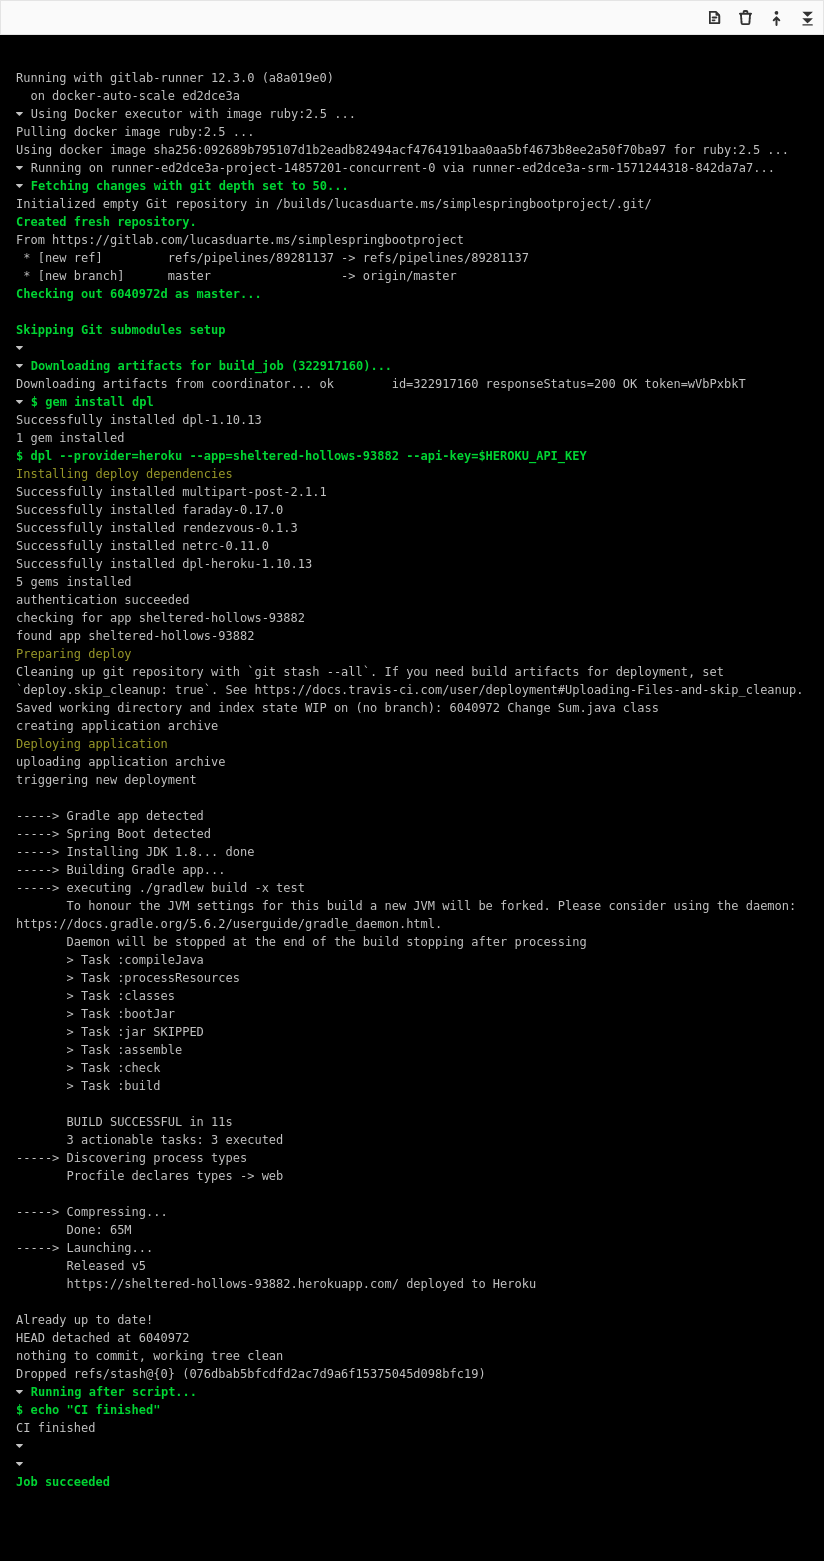 Running with gitlab-runner 12.3.0 (a8a019e0)
  on docker-auto-scale ed2dce3a
Using Docker executor with image ruby:2.5 ...
Pulling docker image ruby:2.5 ...
Using docker image sha256:092689b795107d1b2eadb82494acf4764191baa0aa5bf4673b8ee2a50f70ba97 for ruby:2.5 ...
Running on runner-ed2dce3a-project-14857201-concurrent-0 via runner-ed2dce3a-srm-1571244318-842da7a7...
Fetching changes with git depth set to 50...
Initialized empty Git repository in /builds/lucasduarte.ms/simplespringbootproject/.git/
Created fresh repository.
From https://gitlab.com/lucasduarte.ms/simplespringbootproject
 * [new ref]         refs/pipelines/89281137 -> refs/pipelines/89281137
 * [new branch]      master                  -> origin/master
Checking out 6040972d as master...
Skipping Git submodules setup
Downloading artifacts for build_job (322917160)...
Downloading artifacts from coordinator... ok        id=322917160 responseStatus=200 OK token=wVbPxbkT
$ gem install dpl
Successfully installed dpl-1.10.13
1 gem installed
$ dpl --provider=heroku --app=sheltered-hollows-93882 --api-key=$HEROKU_API_KEY
Installing deploy dependencies
Successfully installed multipart-post-2.1.1
Successfully installed faraday-0.17.0
Successfully installed rendezvous-0.1.3
Successfully installed netrc-0.11.0
Successfully installed dpl-heroku-1.10.13
5 gems installed
authentication succeeded
checking for app sheltered-hollows-93882
found app sheltered-hollows-93882
Preparing deploy
Cleaning up git repository with `git stash --all`. If you need build artifacts for deployment, set
`deploy.skip_cleanup: true`. See https://docs.travis-ci.com/user/deployment#Uploading-Files-and-skip_cleanup.
Saved working directory and index state WIP on (no branch): 6040972 Change Sum.java class
creating application archive
Deploying application
uploading application archive
triggering new deployment
-----> Gradle app detected
-----> Spring Boot detected
-----> Installing JDK 1.8... done
-----> Building Gradle app...
-----> executing ./gradlew build -x test
       To honour the JVM settings for this build a new JVM will be forked. Please consider using the daemon:
https://docs.gradle.org/5.6.2/userguide/gradle_daemon.html.
       Daemon will be stopped at the end of the build stopping after processing
       > Task :compileJava
       > Task :processResources
       > Task :classes
       > Task :bootJar
       > Task :jar SKIPPED
       > Task :assemble
       > Task :check
       > Task :build
       BUILD SUCCESSFUL in 11s
       3 actionable tasks: 3 executed
-----> Discovering process types
       Procfile declares types -> web
-----> Compressing...
       Done: 65M
-----> Launching...
       Released v5
       https://sheltered-hollows-93882.herokuapp.com/ deployed to Heroku
Already up to date!
HEAD detached at 6040972
nothing to commit, working tree clean
Dropped refs/stash@{0} (076dbab5bfcdfd2ac7d9a6f15375045d098bfc19)
Running after script...
$ echo "CI finished"
CI finished
Job succeeded